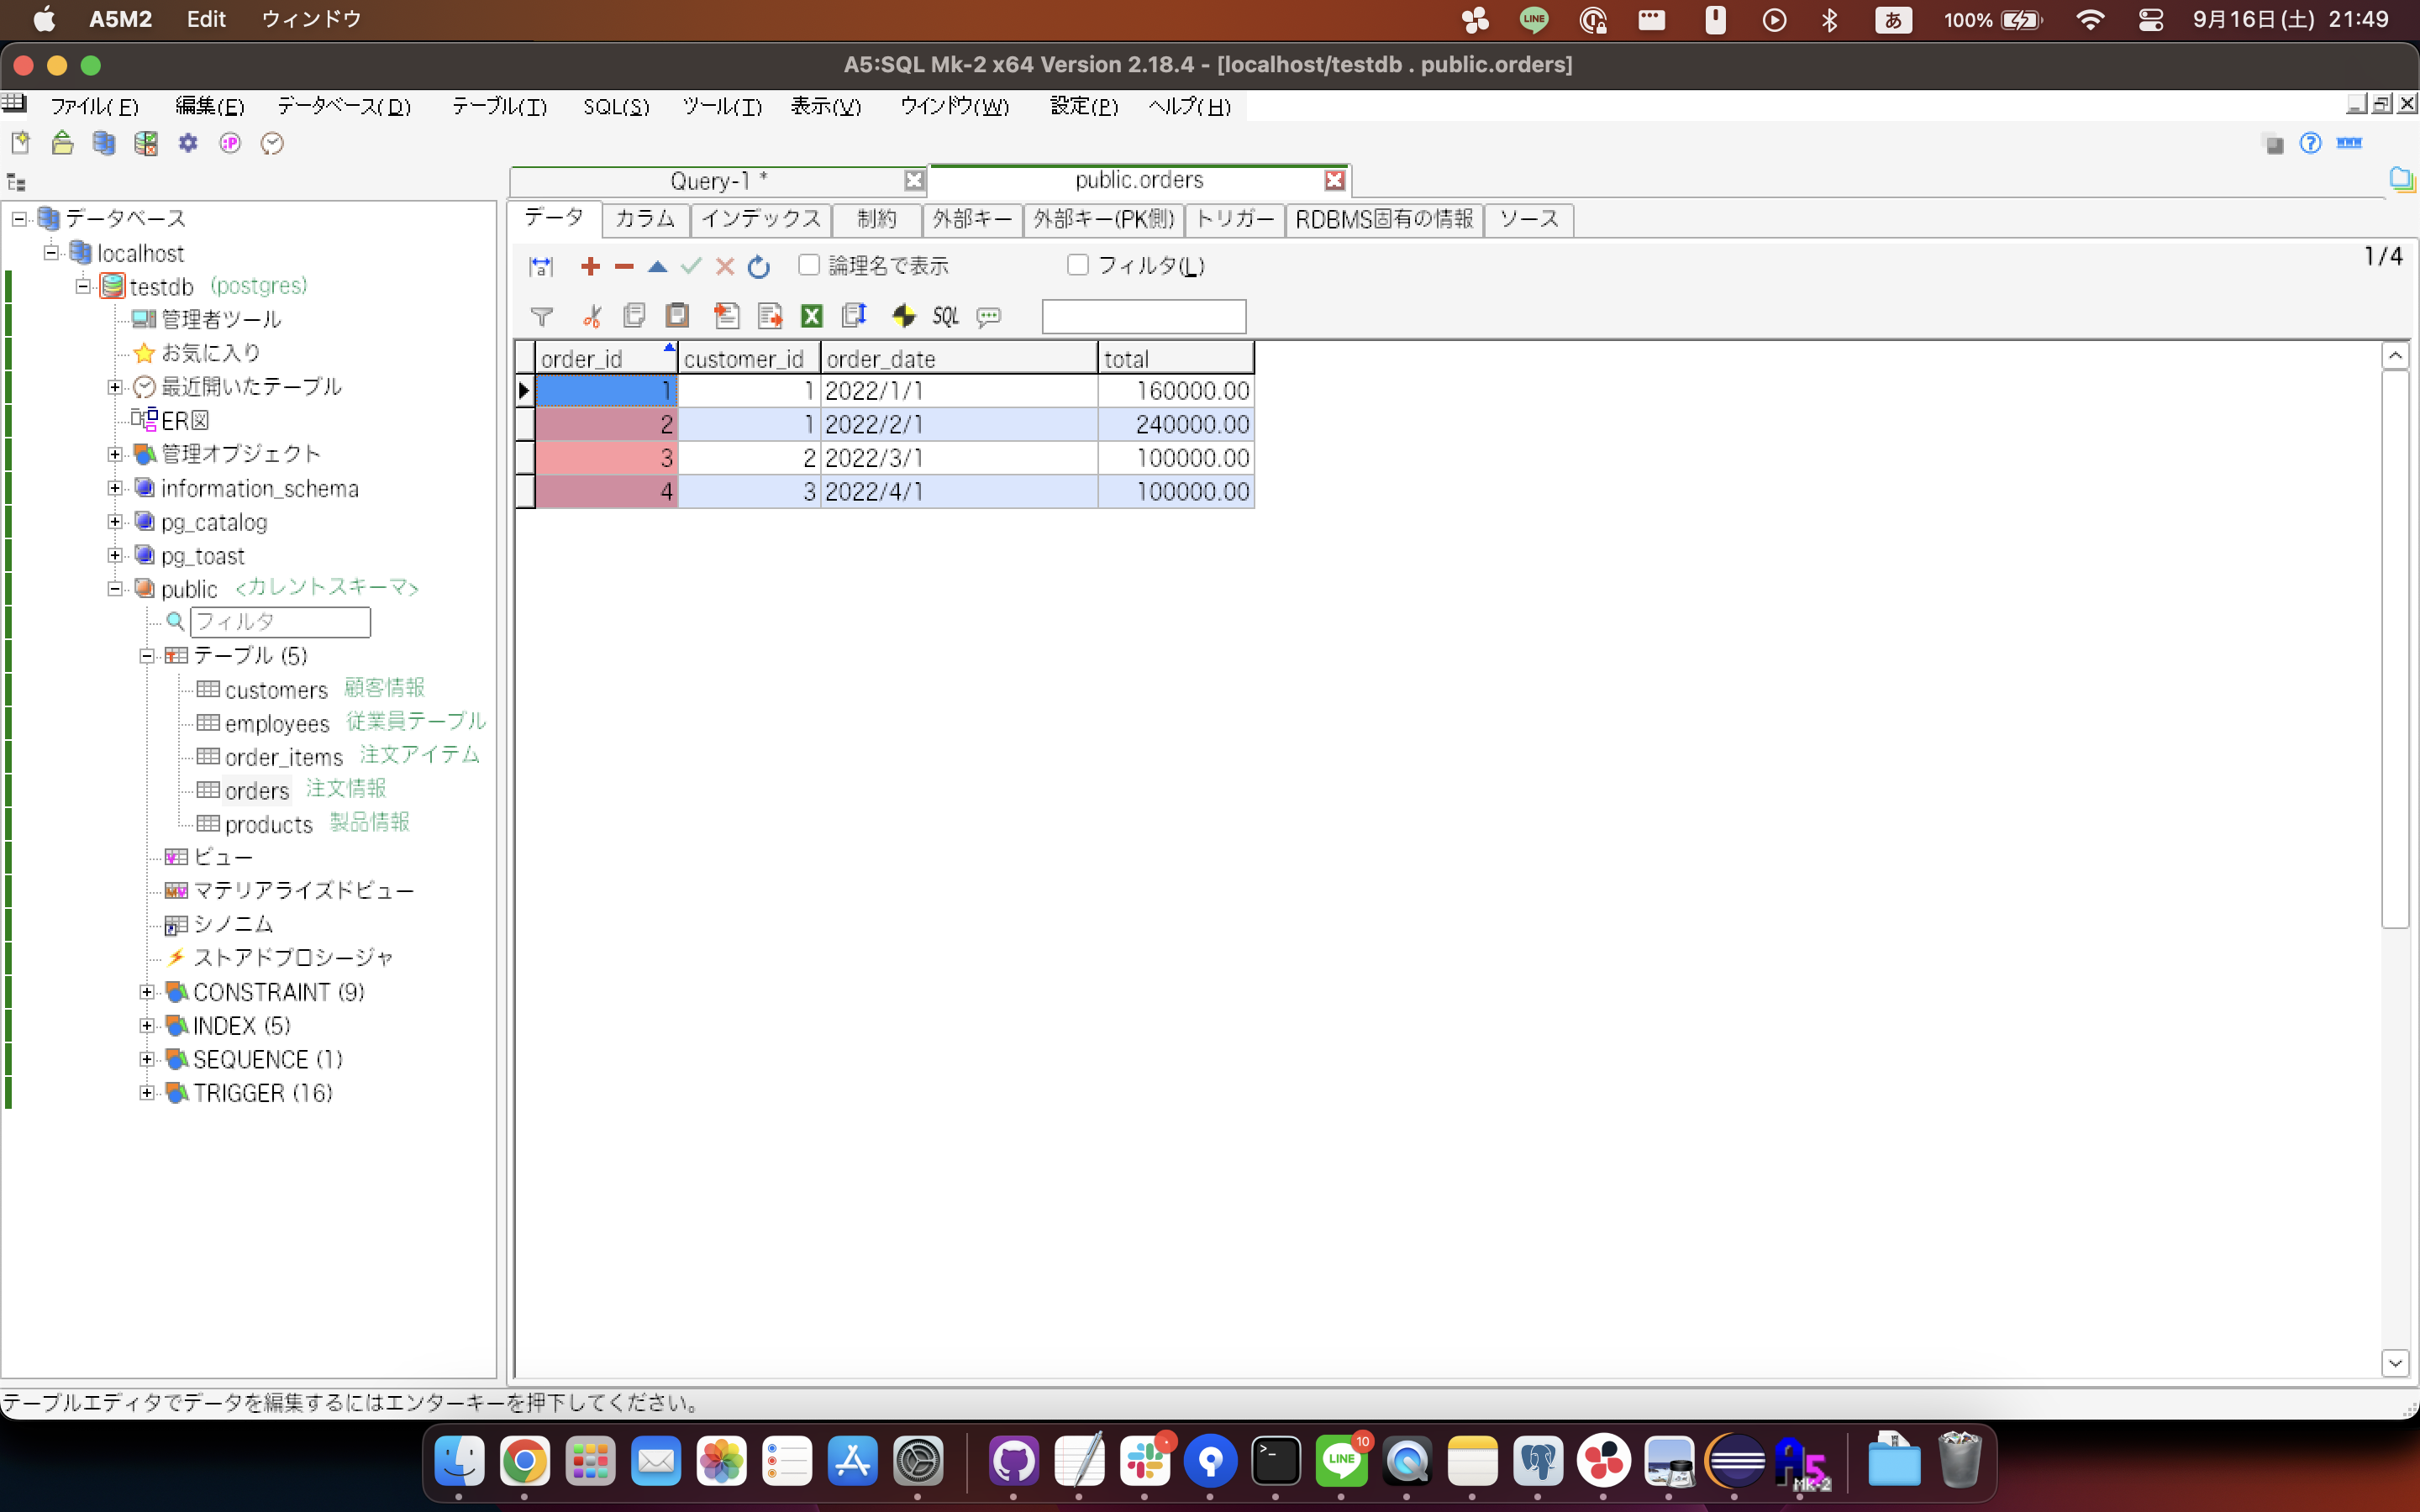 A5M2 Edit ウィンドウ あ 100% 9月16日(土) 21:49
A5:SQL Mk-2 x64 Version 2.18.4 - [localhost/testdb . public.orders]
ファイル(F) 編集(E) データベース(D) テーブル(T) SQL(S) ツール(T) 表示(V) ウインドウ(W) 設定(P) ヘルプ(H)
Query-1 * public.orders
データ カラム インデックス 制約 外部キー 外部キー(PK側) トリガー RDBMS固有の情報 ソース
論理名で表示 フィルタ(L) 1/4
SQL
order_id customer_id order_date total
1 1 2022/1/1 160000.00
2 1 2022/2/1 240000.00
3 2 2022/3/1 100000.00
4 3 2022/4/1 100000.00
データベース
localhost
testdb (postgres)
管理者ツール
お気に入り
最近開いたテーブル
ER図
管理オブジェクト
information_schema
pg_catalog
pg_toast
public <カレントスキーマ>
フィルタ
テーブル (5)
customers 顧客情報
employees 従業員テーブル
order_items 注文アイテム
orders 注文情報
products 製品情報
ビュー
マテリアライズドビュー
シノニム
ストアドプロシージャ
CONSTRAINT (9)
INDEX (5)
SEQUENCE (1)
TRIGGER (16)
テーブルエディタでデータを編集するにはエンターキーを押下してください。
LINE 10
A5 MK-2